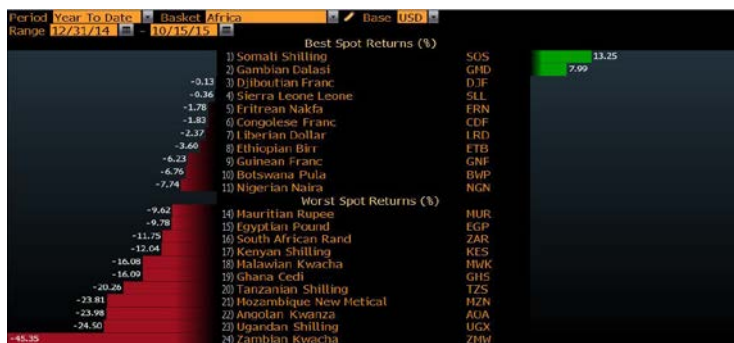 Period Year To Date Basket Africa Base USD
Range 12/31/14 - 10/15/15
Best Spot Returns (%)
1) Somali Shilling SOS 13.25
2) Gambian Dalasi GMD 7.99
-0.13 3) Djiboutian Franc DJF
-0.36 4) Sierra Leone Leone SLL
-1.78 5) Eritrean Nakfa ERN
-1.83 6) Congolese Franc CDF
-2.37 7) Liberian Dollar LRD
-3.60 8) Ethiopian Birr ETB
-6.23 9) Guinean Franc GNF
-6.76 10) Botswana Pula BWP
-7.74 11) Nigerian Naira NGN
Worst Spot Returns (%)
-9.62 14) Mauritian Rupee MUR
-9.78 15) Egyptian Pound EGP
-11.75 16) South African Rand ZAR
-12.04 17) Kenyan Shilling KES
-16.08 18) Malawian Kwacha MWK
-16.09 19) Ghana Cedi GHS
-20.26 20) Tanzanian Shilling TZS
-23.81 21) Mozambique New Metical MZN
-23.98 22) Angolan Kwanza AOA
-24.50 23) Ugandan Shilling UGX
-45.35 24) Zambian Kwacha ZMW